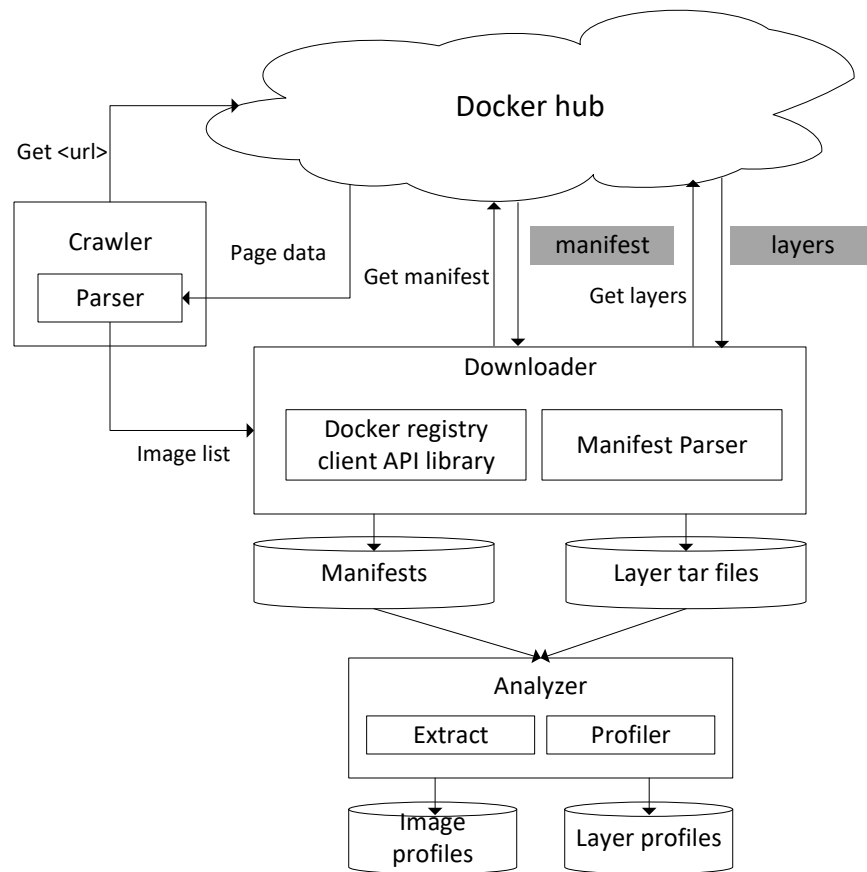 Docker hub
Get <url>
Crawler
Parser
Page data
Get manifest
manifest
Get layers
layers
Image list
Downloader
Docker registry
client API library
Manifest Parser
Manifests
Layer tar files
Analyzer
Extract
Profiler
Image
profiles
Layer profiles